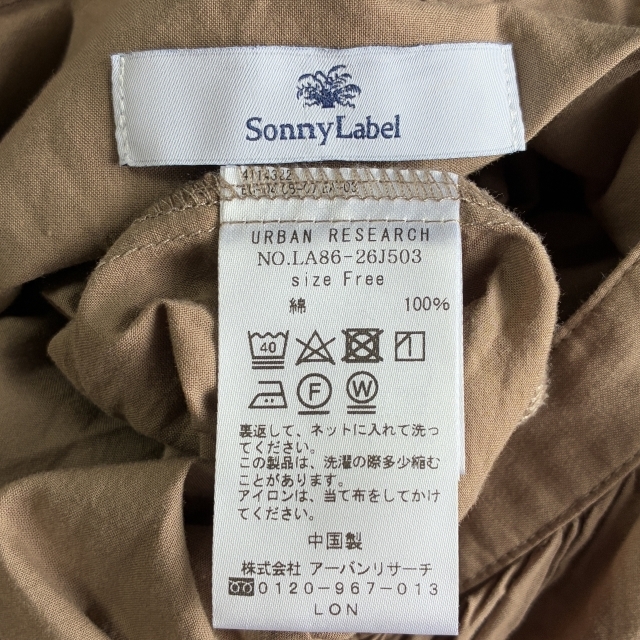 Sonny Label
4114322
URBAN RESEARCH
NO.LA86-26J503
size Free
綿 100%
40
F W
裏返して、ネットに入れて洗っ
てください。
この製品は、洗濯の際多少縮む
ことがあります。
アイロンは、当て布をしてかけ
てください。
中国製
株式会社 アーバンリサーチ
0120-967-013
LON